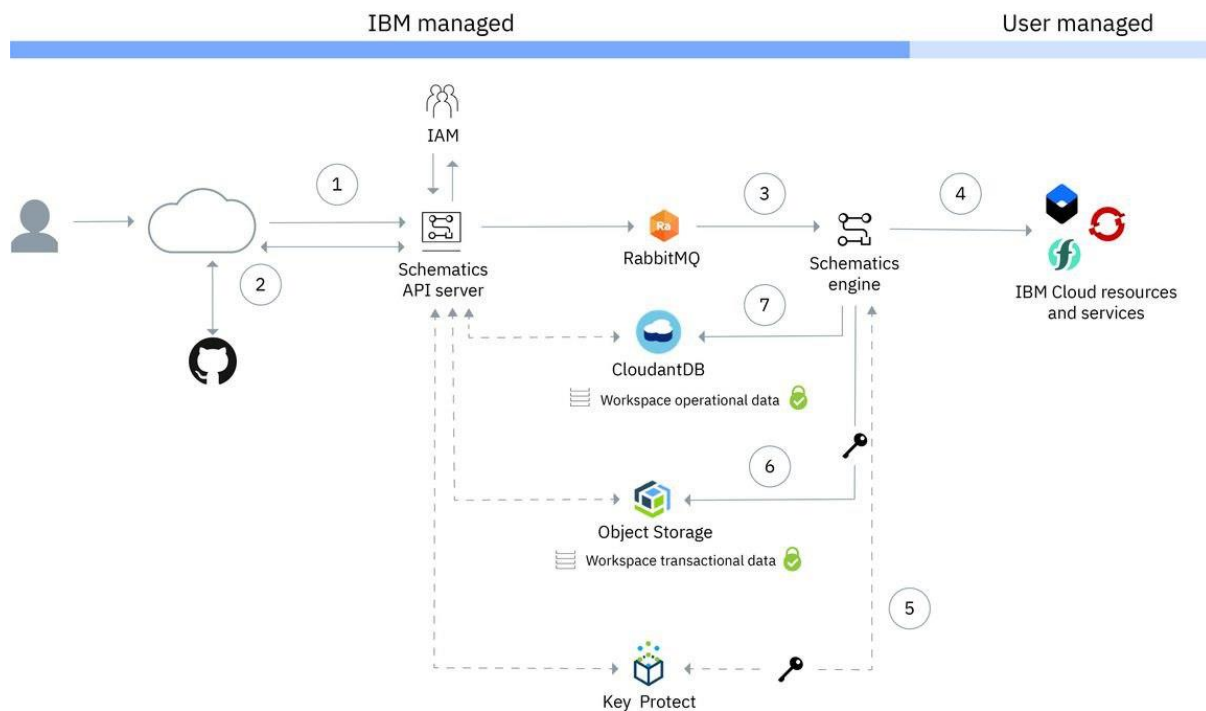 IBM managed
User managed
IAM
1
3
4
Ra
RabbitMQ
Schematics
API server
Schematics
engine
IBM Cloud resources
and services
2
7
CloudantDB
Workspace operational data
6
Object Storage
Workspace transactional data
5
Key Protect